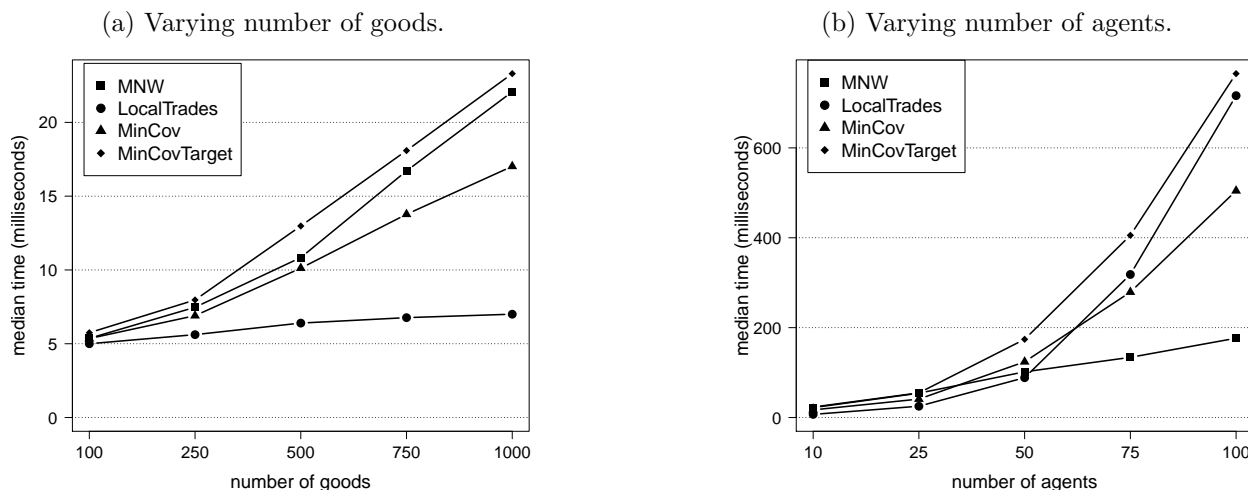 (a) Varying number of goods.
MNW
LocalTrades
MinCov
MinCovTarget
median time (milliseconds)
20
15
10
5
0
100 250 500 750 1000
number of goods
(b) Varying number of agents.
MNW
LocalTrades
MinCov
MinCovTarget
median time (milliseconds)
600
400
200
0
10 25 50 75 100
number of agents